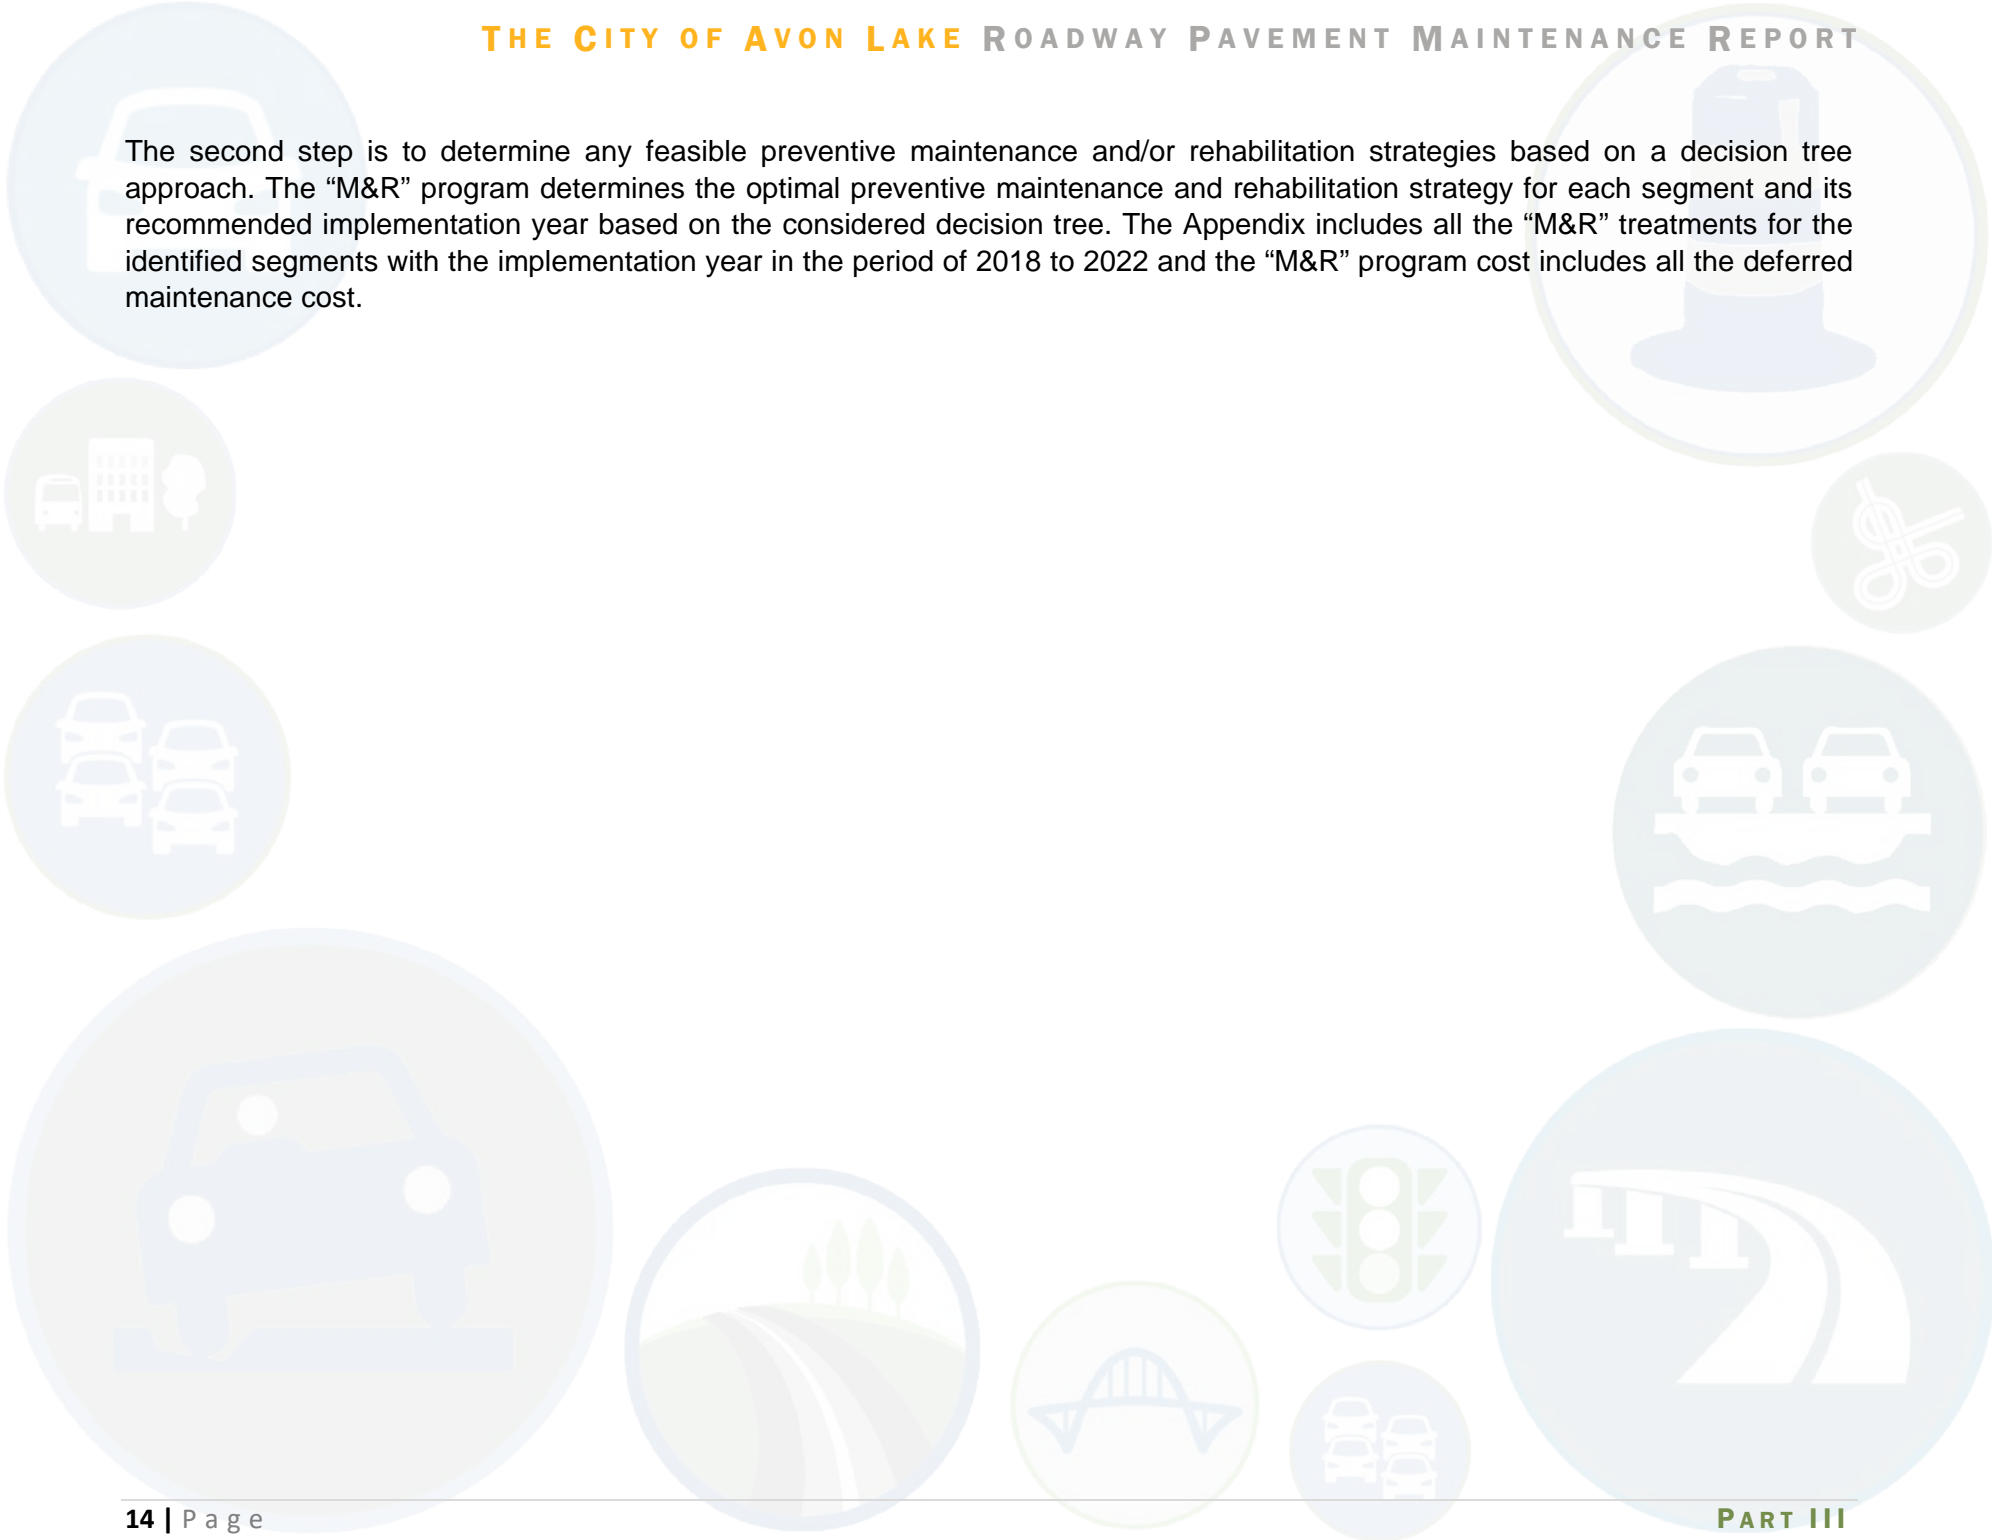 THE CITY OF AVON LAKE ROADWAY PAVEMENT MAINTENANCE REPORT
The second step is to determine any feasible preventive maintenance and/or rehabilitation strategies based on a decision tree
approach. The “M&R” program determines the optimal preventive maintenance and rehabilitation strategy for each segment and its
recommended implementation year based on the considered decision tree. The Appendix includes all the “M&R” treatments for the
identified segments with the implementation year in the period of 2018 to 2022 and the “M&R” program cost includes all the deferred
maintenance cost.
14 | Page
PART III